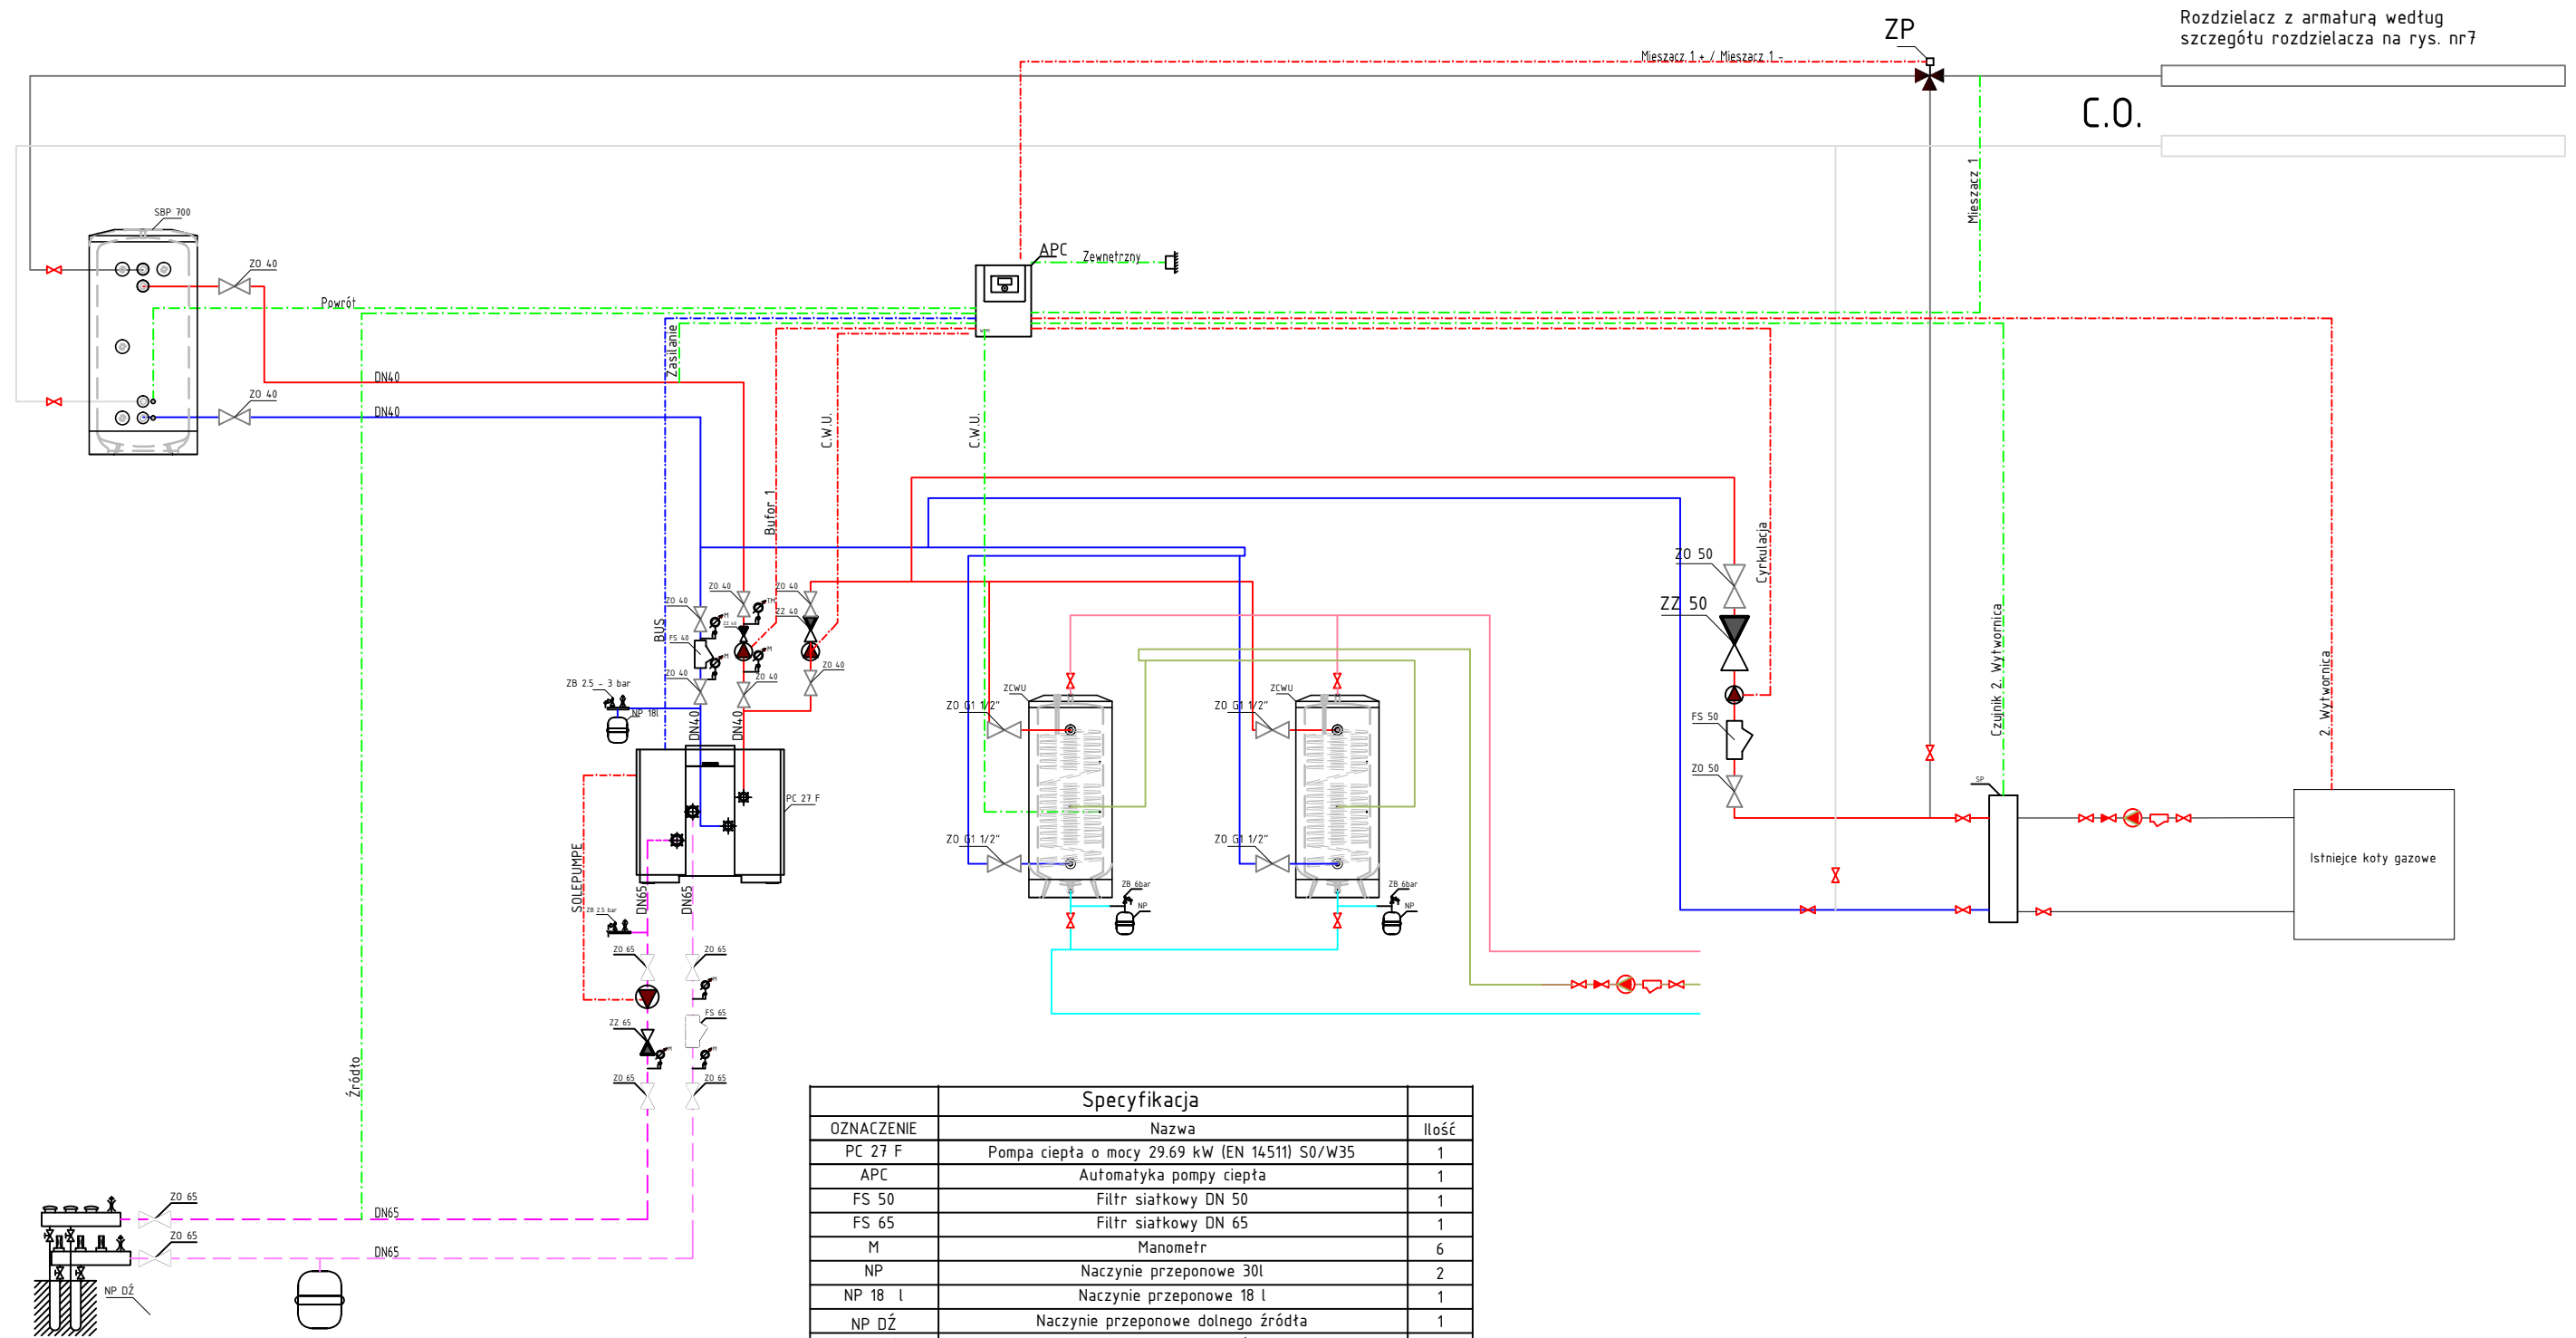 Rozdzielacz z armaturą według
szczegółu rozdzielacza na rys. nr7
ZP
Mieszacz 1 + / Mieszacz 1 -
C.O.
Mieszacz 1
SBP 700
ZO 40
APC
Zewnętrzny
Powrót
Zasilanie
DN40
ZO 40
DN40
C.W.U.
C.W.U.
Bufor 1
Cyrkulacja
ZO 50
ZZ 50
ZO 40
ZO 40
ZO 40
TM
M
ZZ 40
ZZ 40
BUS
FS 40
M
M
ZO 40
ZO 40
ZO 40
Czujnik 2. Wytwornica
2. Wytwornica
ZB 2.5 - 3 bar
NP 18l
DN40
DN40
ZCWU
ZCWU
ZO G1 1/2"
ZO G1 1/2"
FS 50
ZO 50
SP
PC 27 F
ZO G1 1/2"
ZO G1 1/2"
Istniejce kotły gazowe
SOLEPUMPE
DN65
DN65
ZB 2.5 bar
ZB 6bar
NP
ZB 6bar
NP
ZO 65
ZO 65
M
ZZ 65
FS 65
M
M
ZO 65
ZO 65
Źródło
ZO 65
DN65
ZO 65
DN65
NP DŹ
Specyfikacja
OZNACZENIE Nazwa Ilość
PC 27 F Pompa ciepła o mocy 29.69 kW (EN 14511) S0/W35 1
APC Automatyka pompy ciepła 1
FS 50 Filtr siatkowy DN 50 1
FS 65 Filtr siatkowy DN 65 1
M Manometr 6
NP Naczynie przeponowe 30l 2
NP 18 l Naczynie przeponowe 18 l 1
NP DŹ Naczynie przeponowe dolnego źródła 1